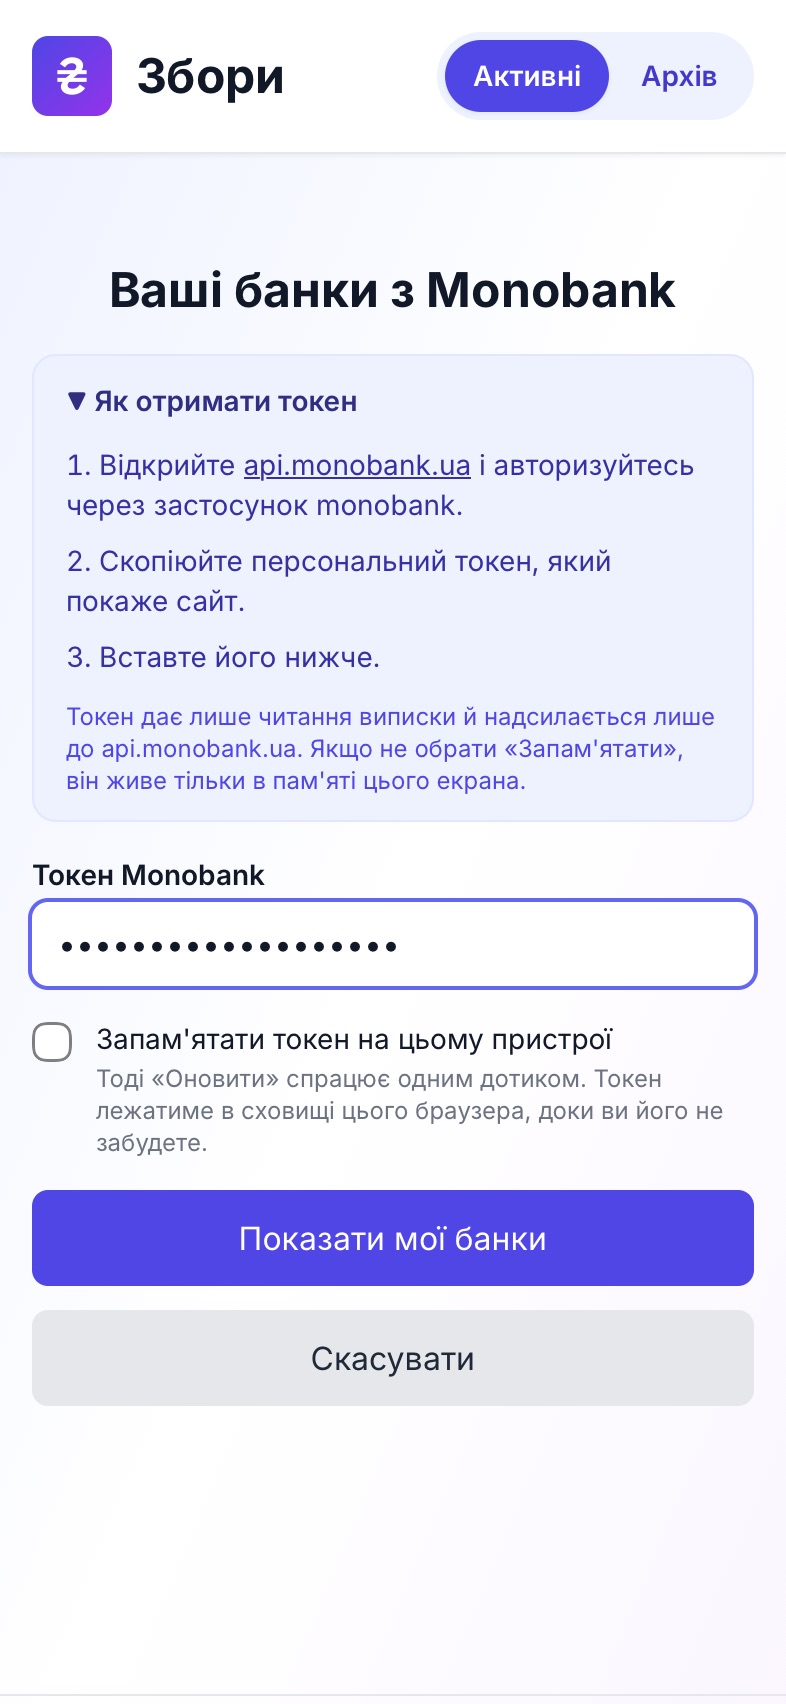 ₴ Збори
Активні Архів
Ваші банки з Monobank
▼ Як отримати токен
1. Відкрийте api.monobank.ua і авторизуйтесь
через застосунок monobank.
2. Скопіюйте персональний токен, який
покаже сайт.
3. Вставте його нижче.
Токен дає лише читання виписки й надсилається лише
до api.monobank.ua. Якщо не обрати «Запам'ятати»,
він живе тільки в пам'яті цього екрана.
Токен Monobank
•••••••••••••••••••
Запам'ятати токен на цьому пристрої
Тоді «Оновити» спрацює одним дотиком. Токен
лежатиме в сховищі цього браузера, доки ви його не
забудете.
Показати мої банки
Скасувати